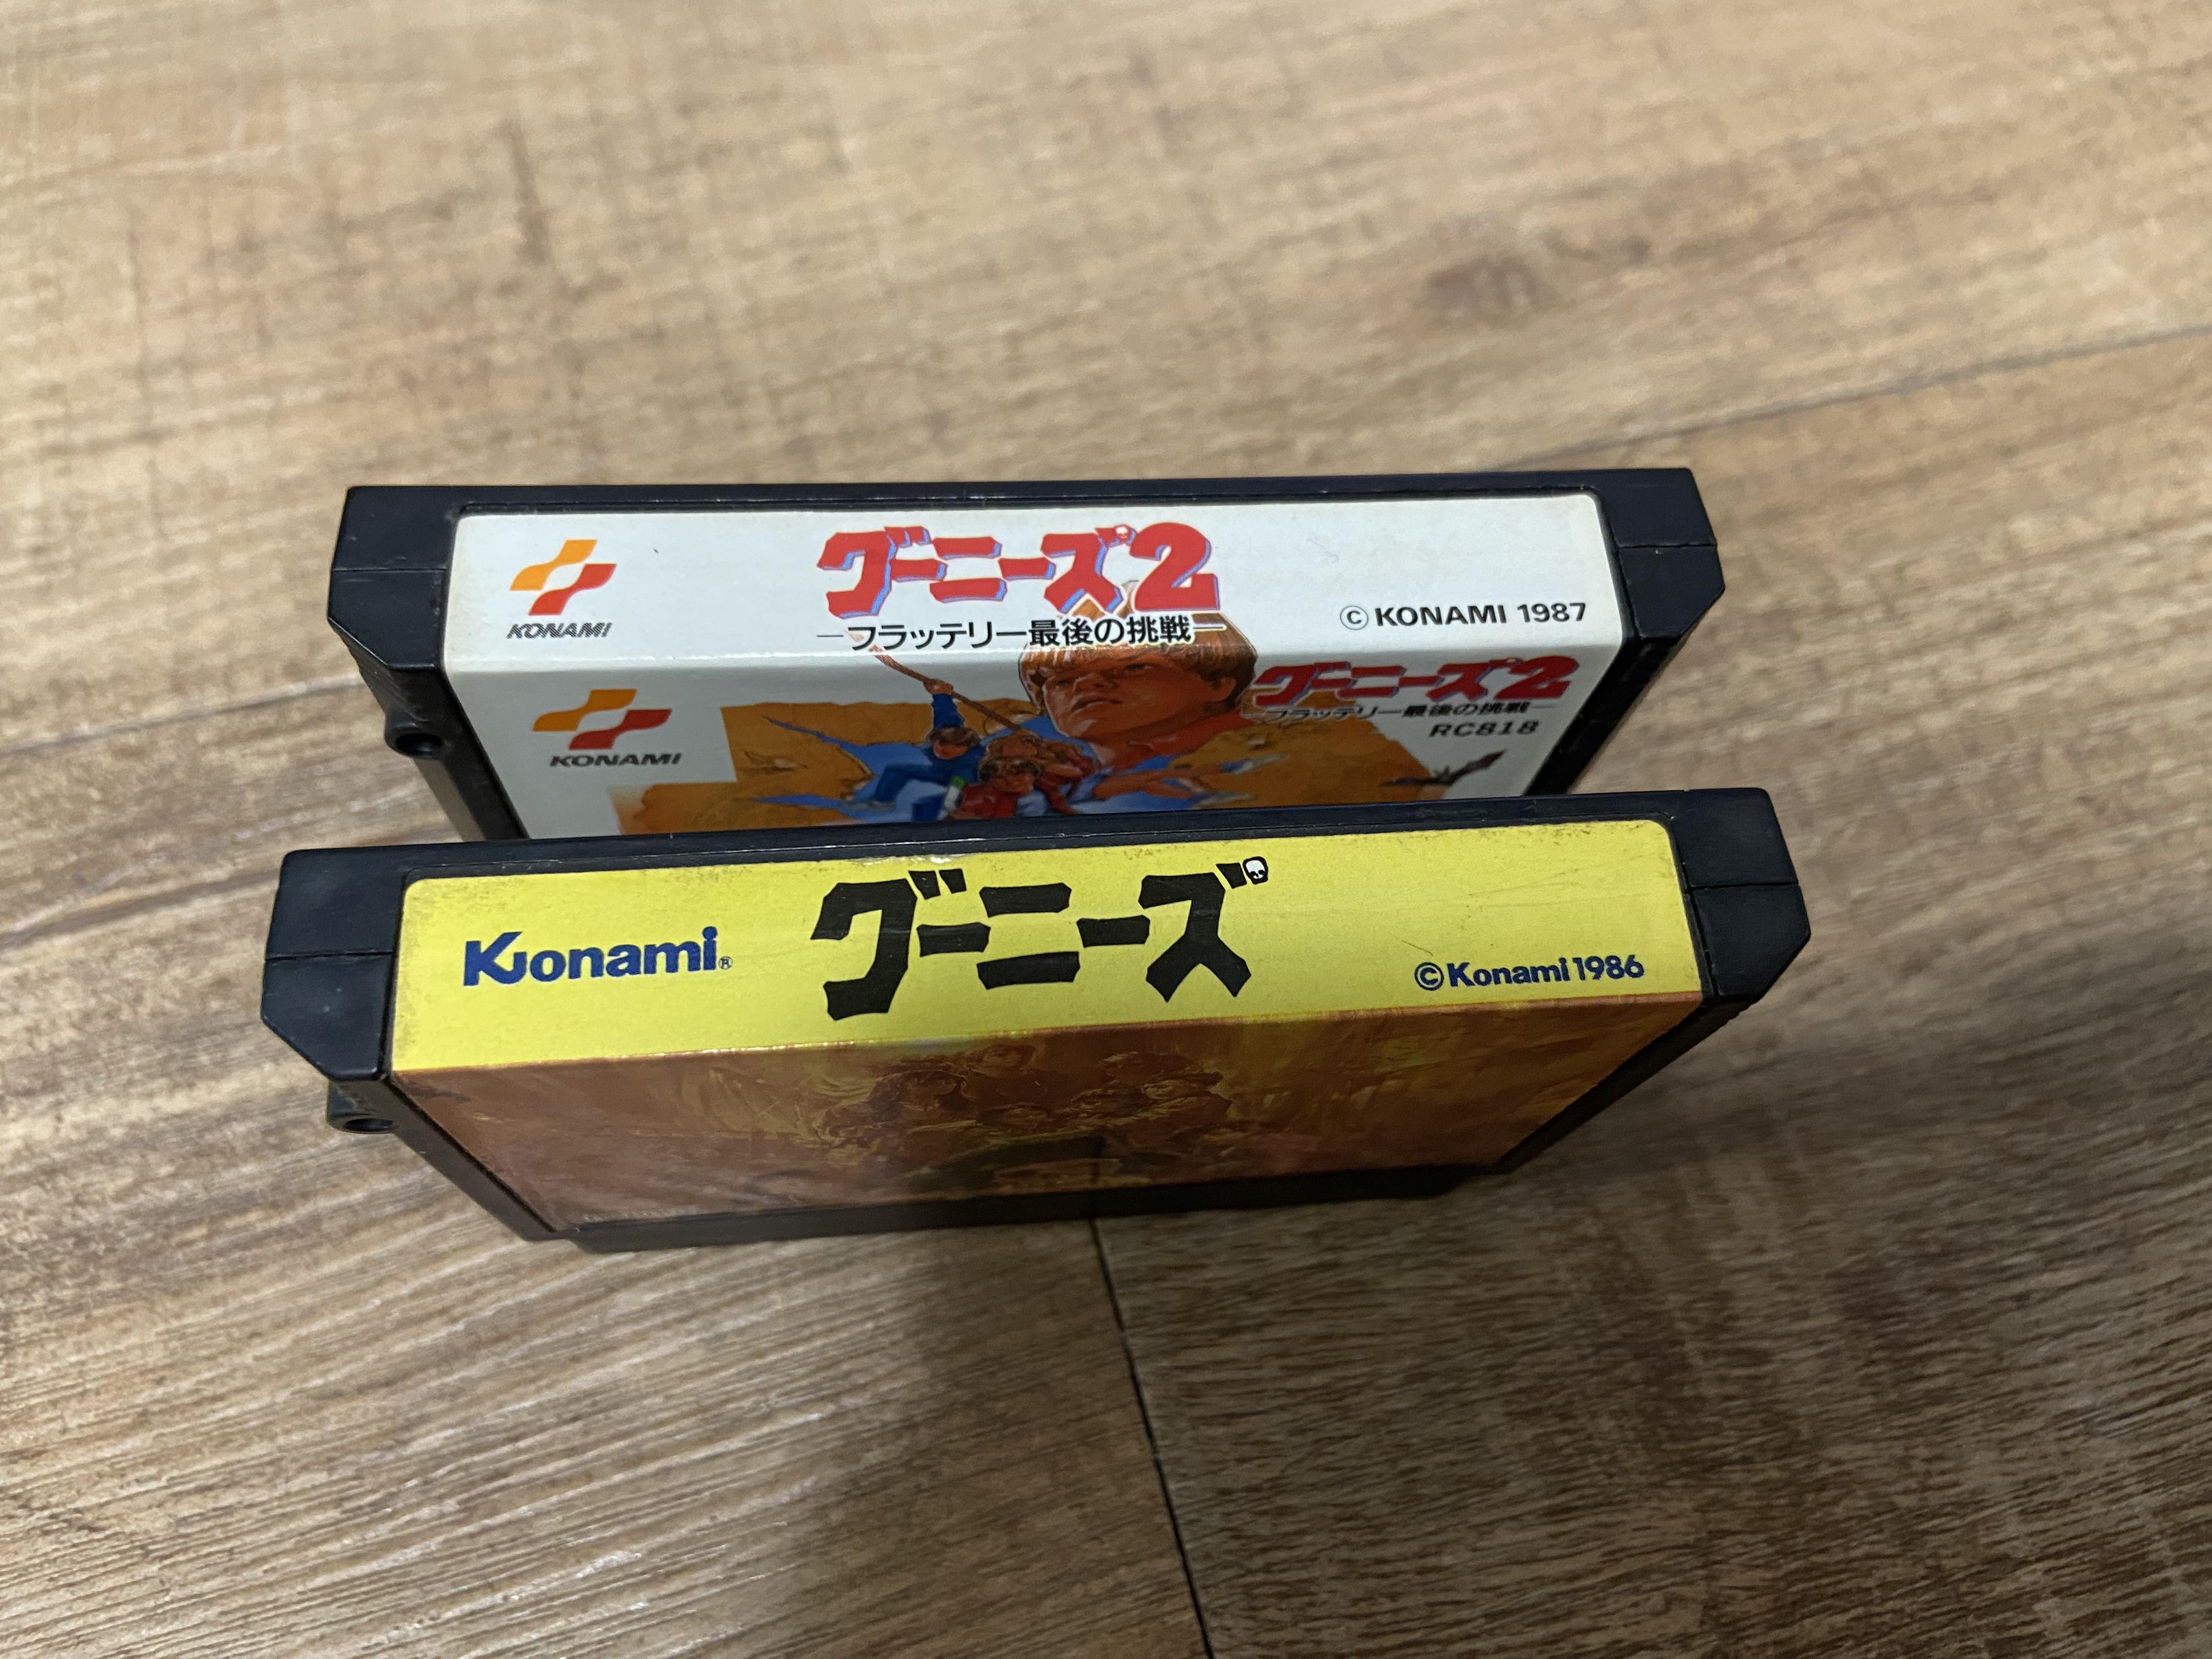 グーニーズ2
ーフラッテリー最後の挑戦ー
KONAMI
© KONAMI 1987
KONAMI
グーニーズ2
ーフラッテリー最後の挑戦ー
RC818
Konami®
グーニーズ
©Konami 1986